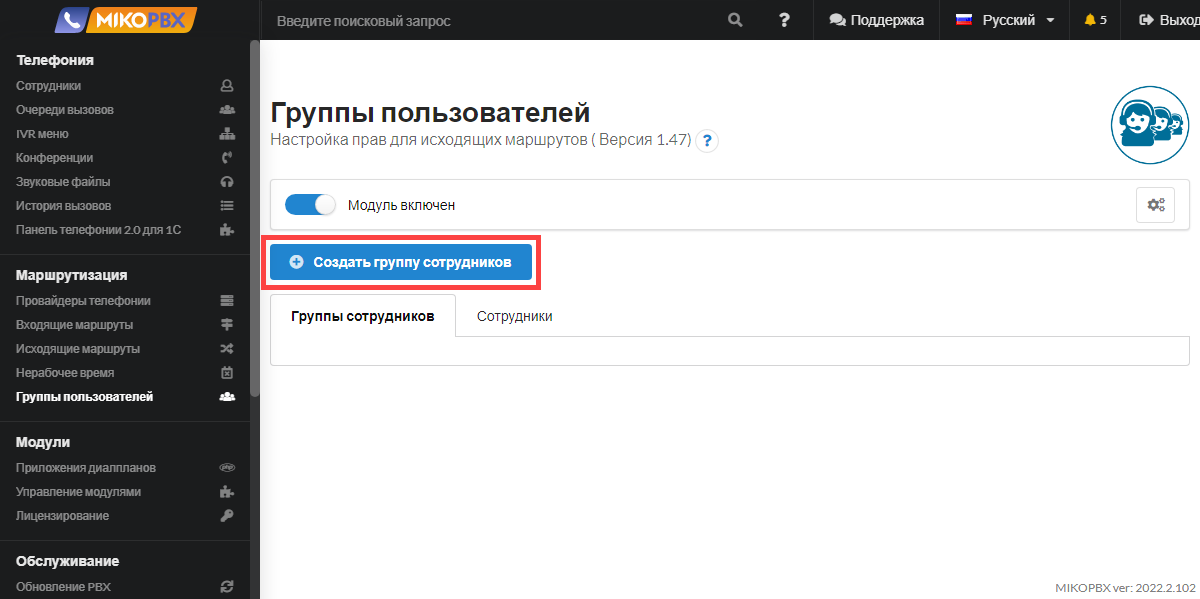 MIKOPBX
Введите поисковый запрос
?
Поддержка
Русский
5
Выход
Телефония
Сотрудники
Очереди вызовов
IVR меню
Конференции
Звуковые файлы
История вызовов
Панель телефонии 2.0 для 1С
Маршрутизация
Провайдеры телефонии
Входящие маршруты
Исходящие маршруты
Нерабочее время
Группы пользователей
Модули
Приложения диалпланов
Управление модулями
Лицензирование
Обслуживание
Обновление PBX
Группы пользователей
Настройка прав для исходящих маршрутов ( Версия 1.47) ?
Модуль включен
Создать группу сотрудников
Группы сотрудников
Сотрудники
MIKOPBX ver: 2022.2.102